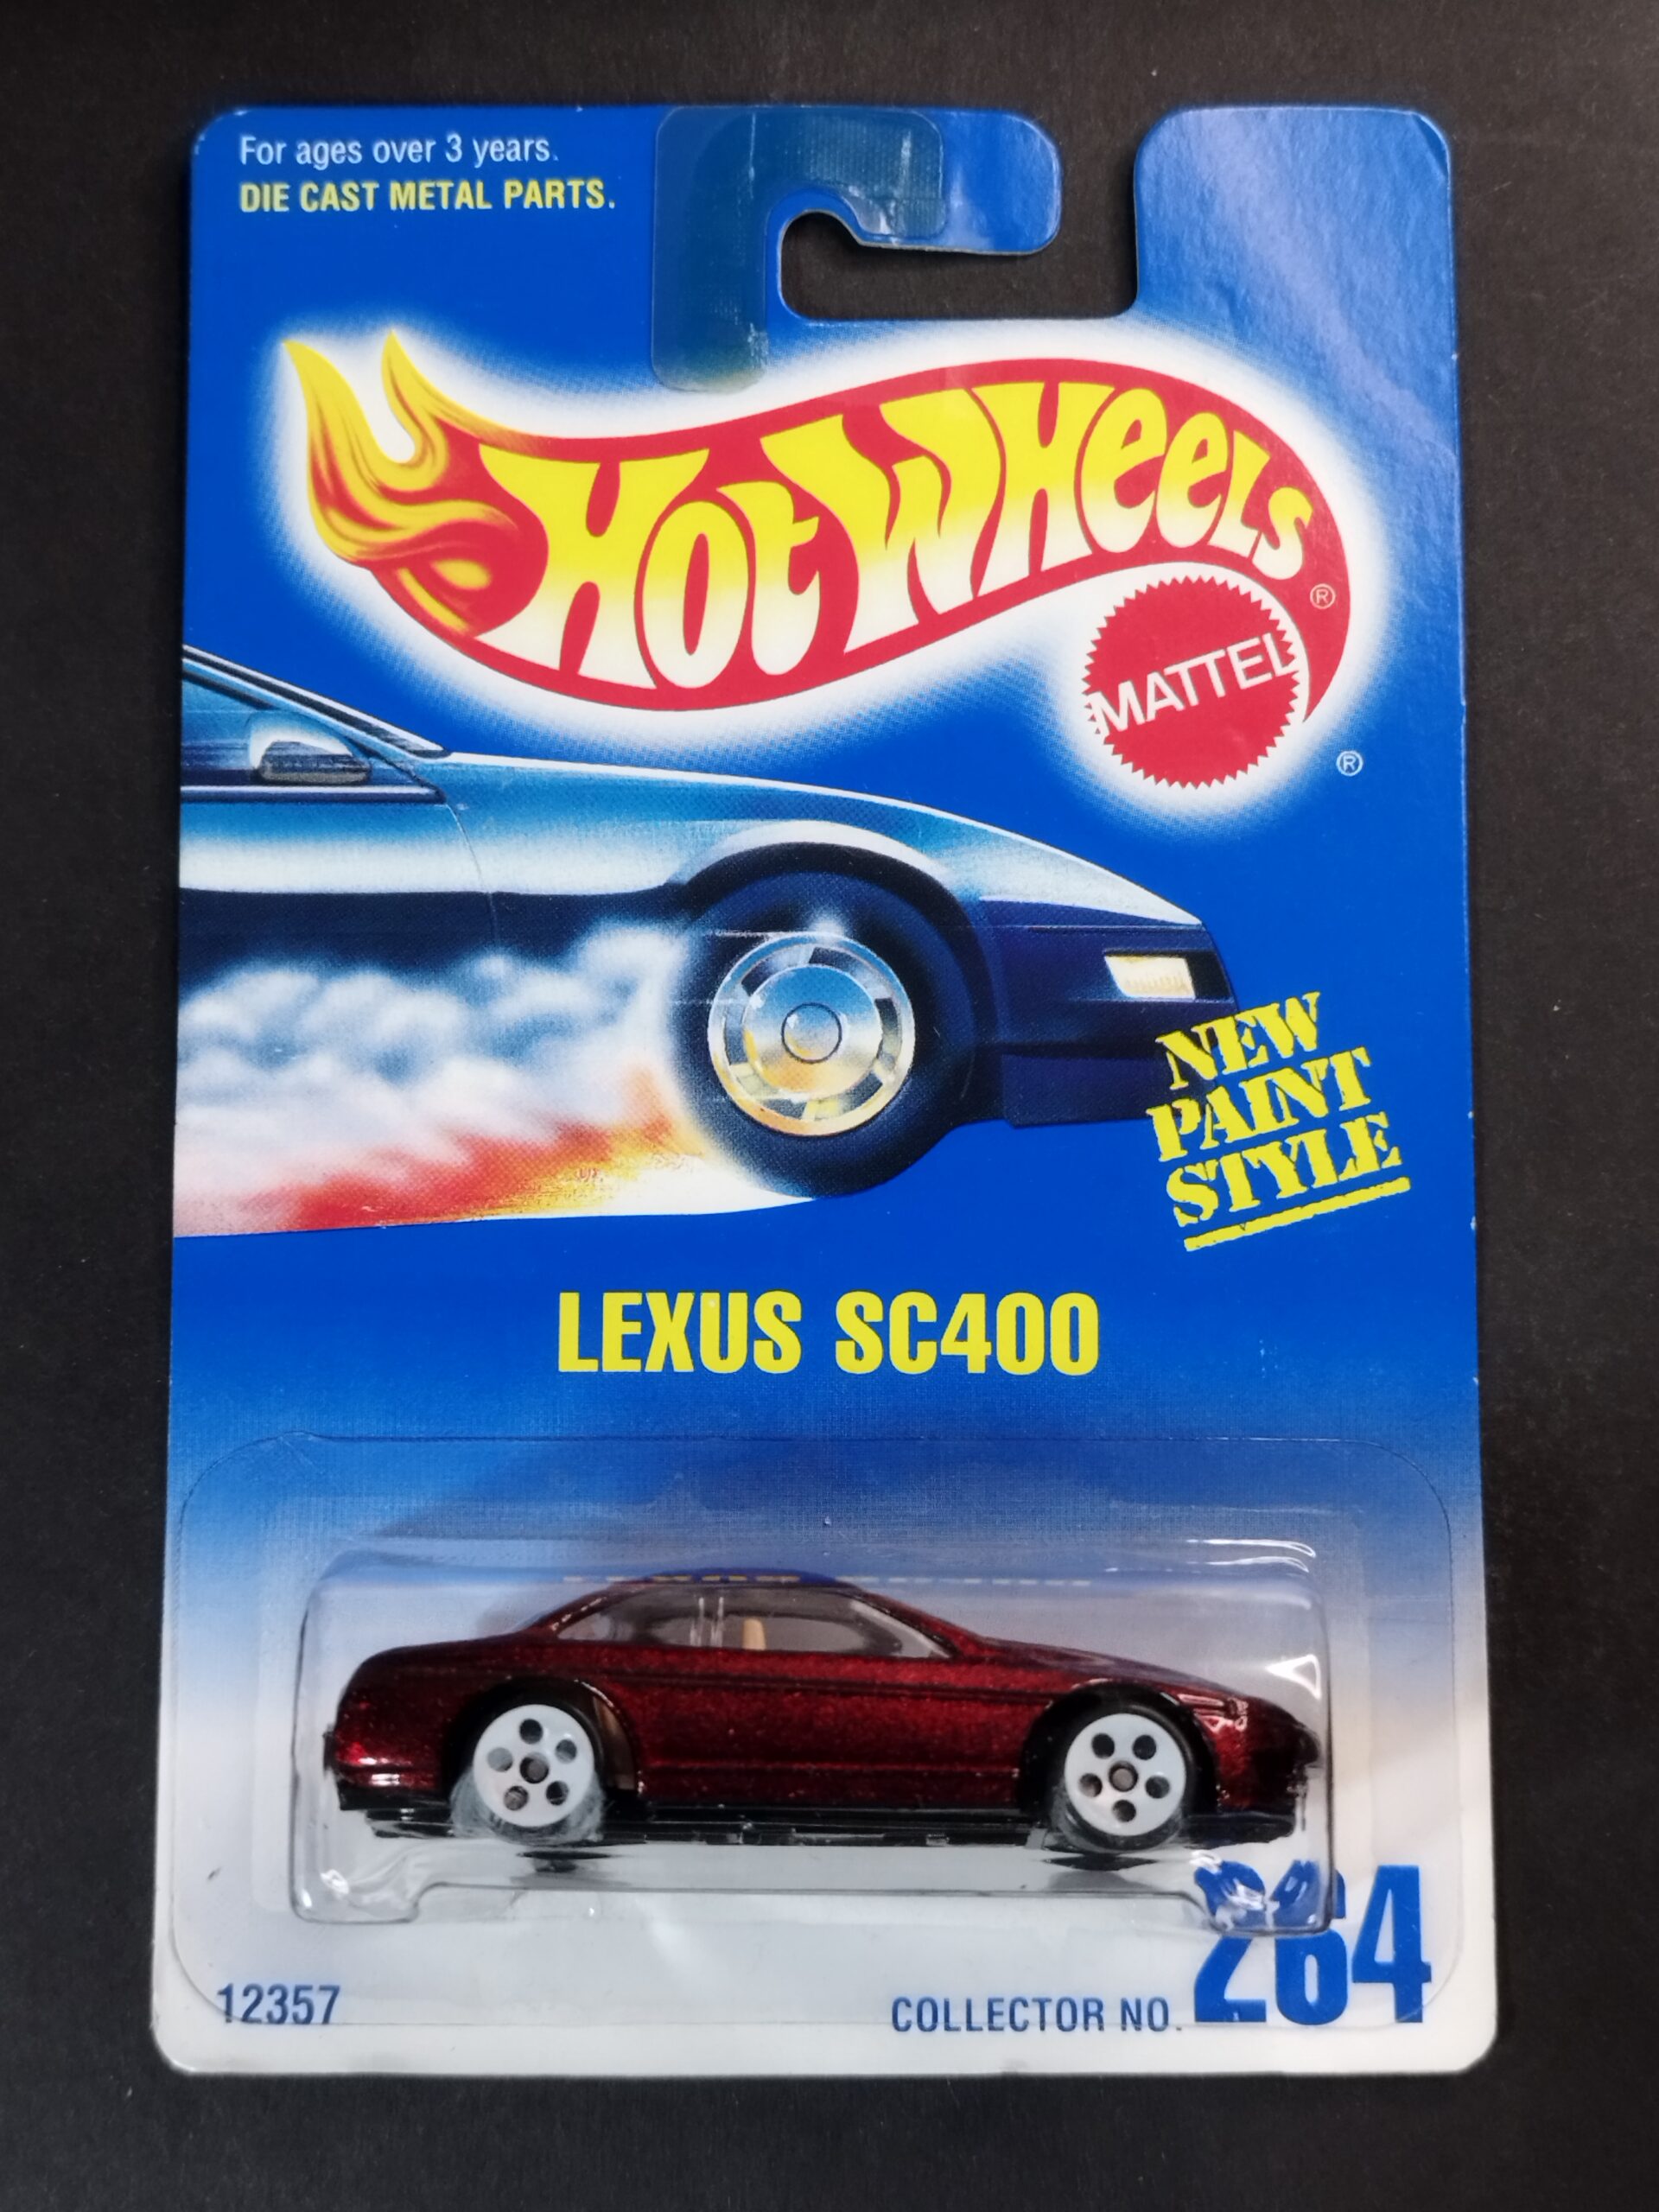 For ages over 3 years.
DIE CAST METAL PARTS.
Hot Wheels
®
MATTEL
®
NEW
PAINT
STYLE
LEXUS SC400
12357
COLLECTOR NO. 264